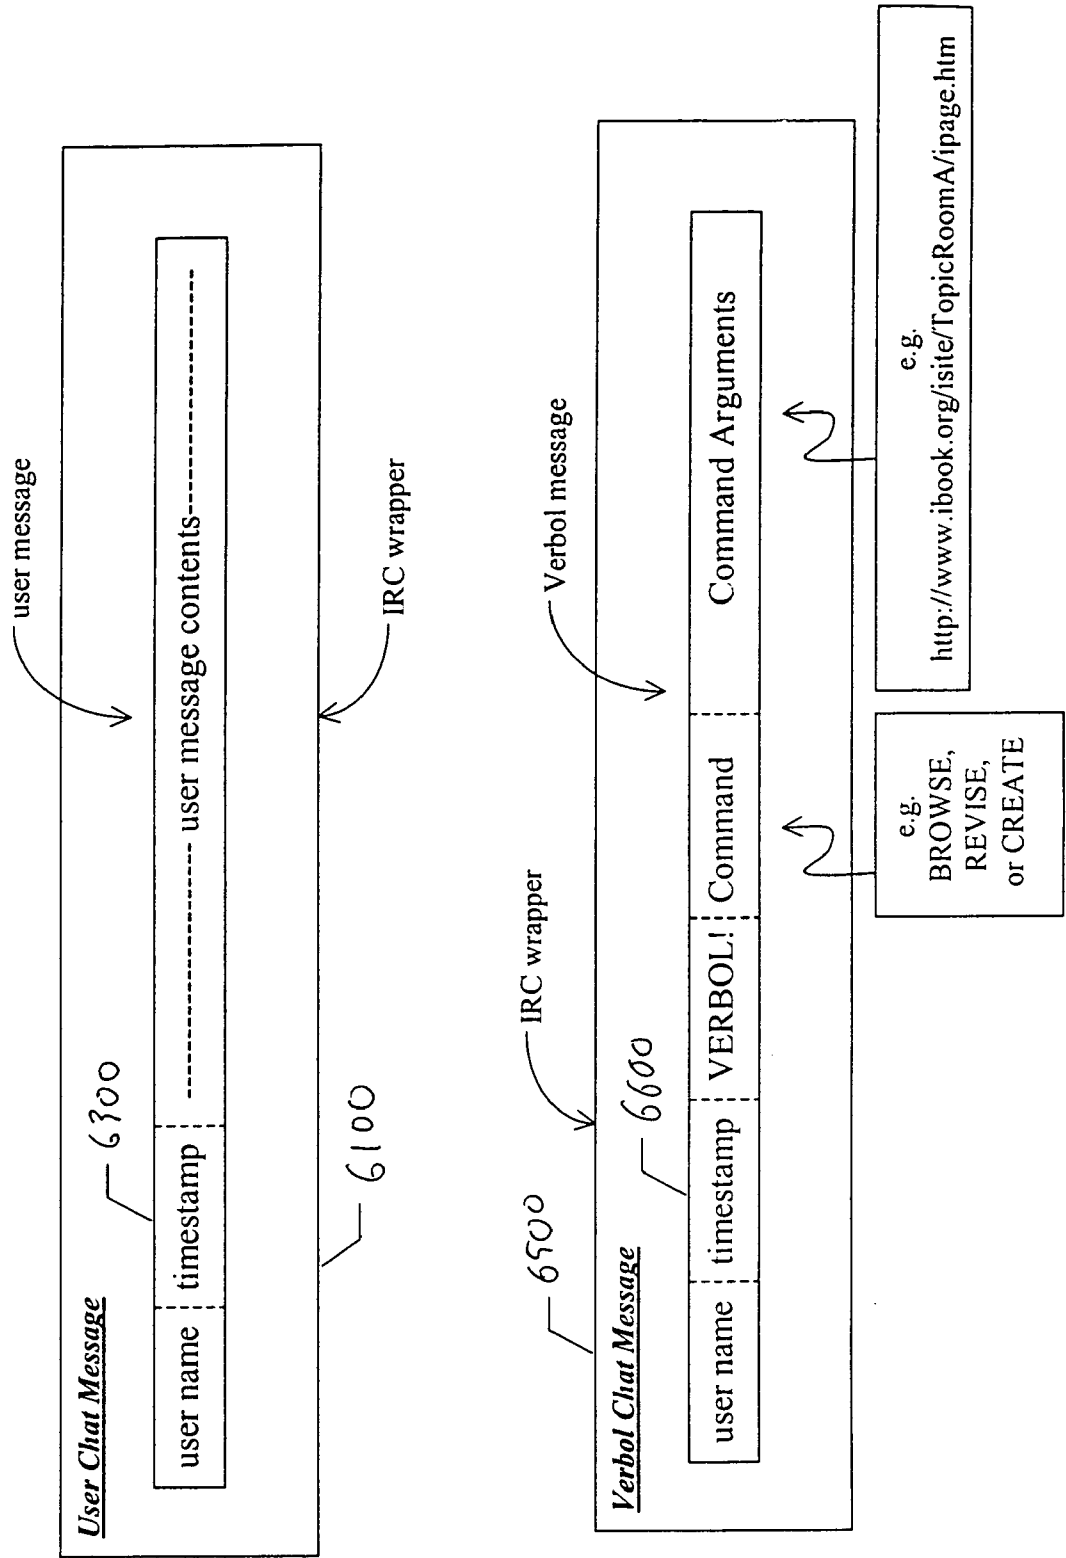 user message
User Chat Message
6300
user name
timestamp
---------------------- user message contents----------------------------
6100
IRC wrapper
6500
IRC wrapper
Verbol message
Verbol Chat Message
6600
user name
timestamp
VERBOL!
Command
Command Arguments
e.g.
BROWSE,
REVISE,
or CREATE
e.g.
http://www.ibook.org/isite/TopicRoomA/ipage.htm